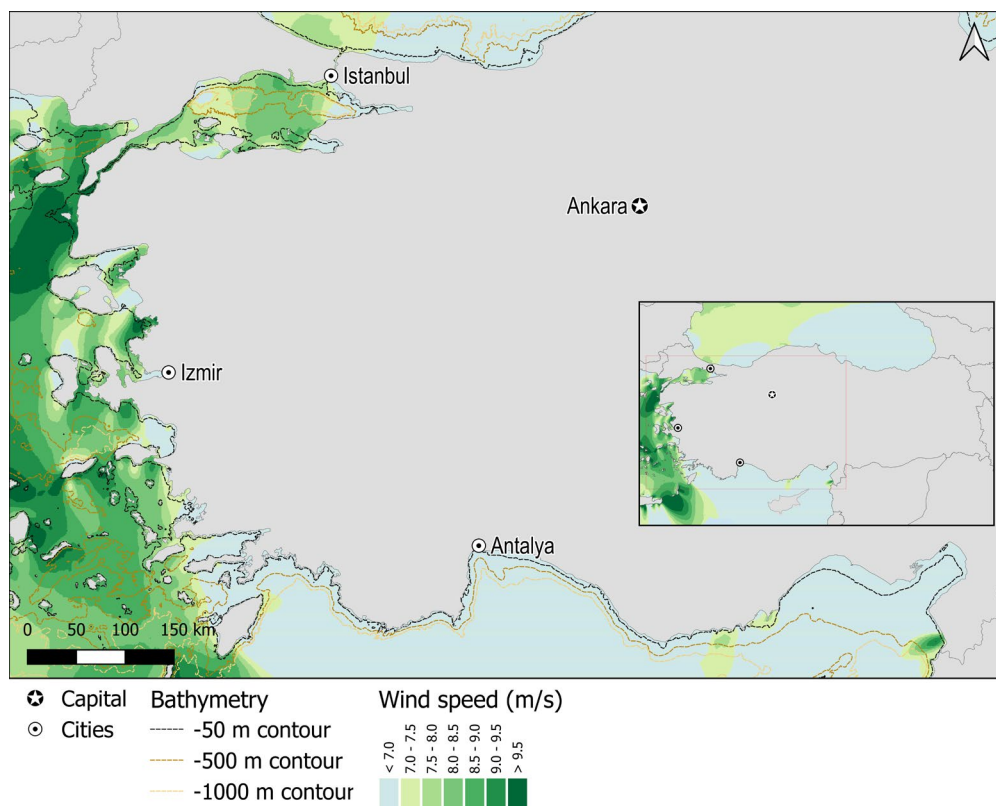 Istanbul
Ankara
Izmir
Antalya
0 50 100 150 km
Capital
Cities
Bathymetry
-50 m contour
-500 m contour
-1000 m contour
Wind speed (m/s)
< 7.0
7.0 - 7.5
7.5 - 8.0
8.0 - 8.5
8.5 - 9.0
9.0 - 9.5
> 9.5